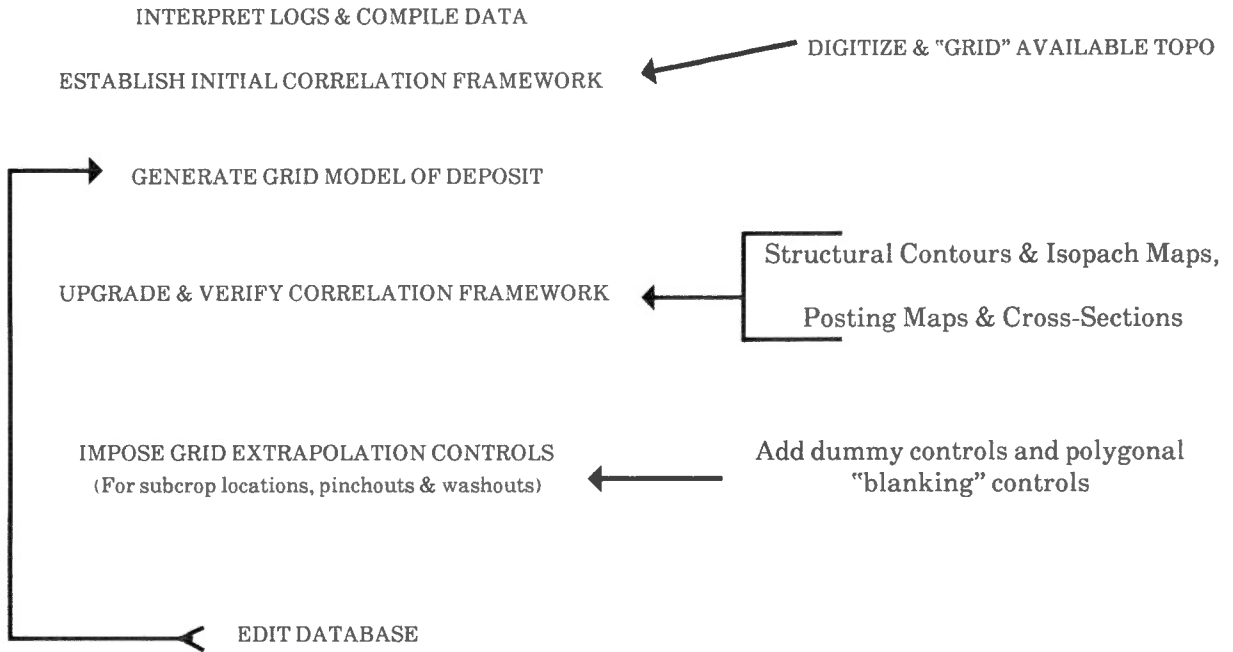 INTERPRET LOGS & COMPILE DATA
DIGITIZE & "GRID" AVAILABLE TOPO
ESTABLISH INITIAL CORRELATION FRAMEWORK
GENERATE GRID MODEL OF DEPOSIT
Structural Contours & Isopach Maps,
UPGRADE & VERIFY CORRELATION FRAMEWORK
Posting Maps & Cross-Sections
IMPOSE GRID EXTRAPOLATION CONTROLS
(For subcrop locations, pinchouts & washouts)
Add dummy controls and polygonal
"blanking" controls
EDIT DATABASE